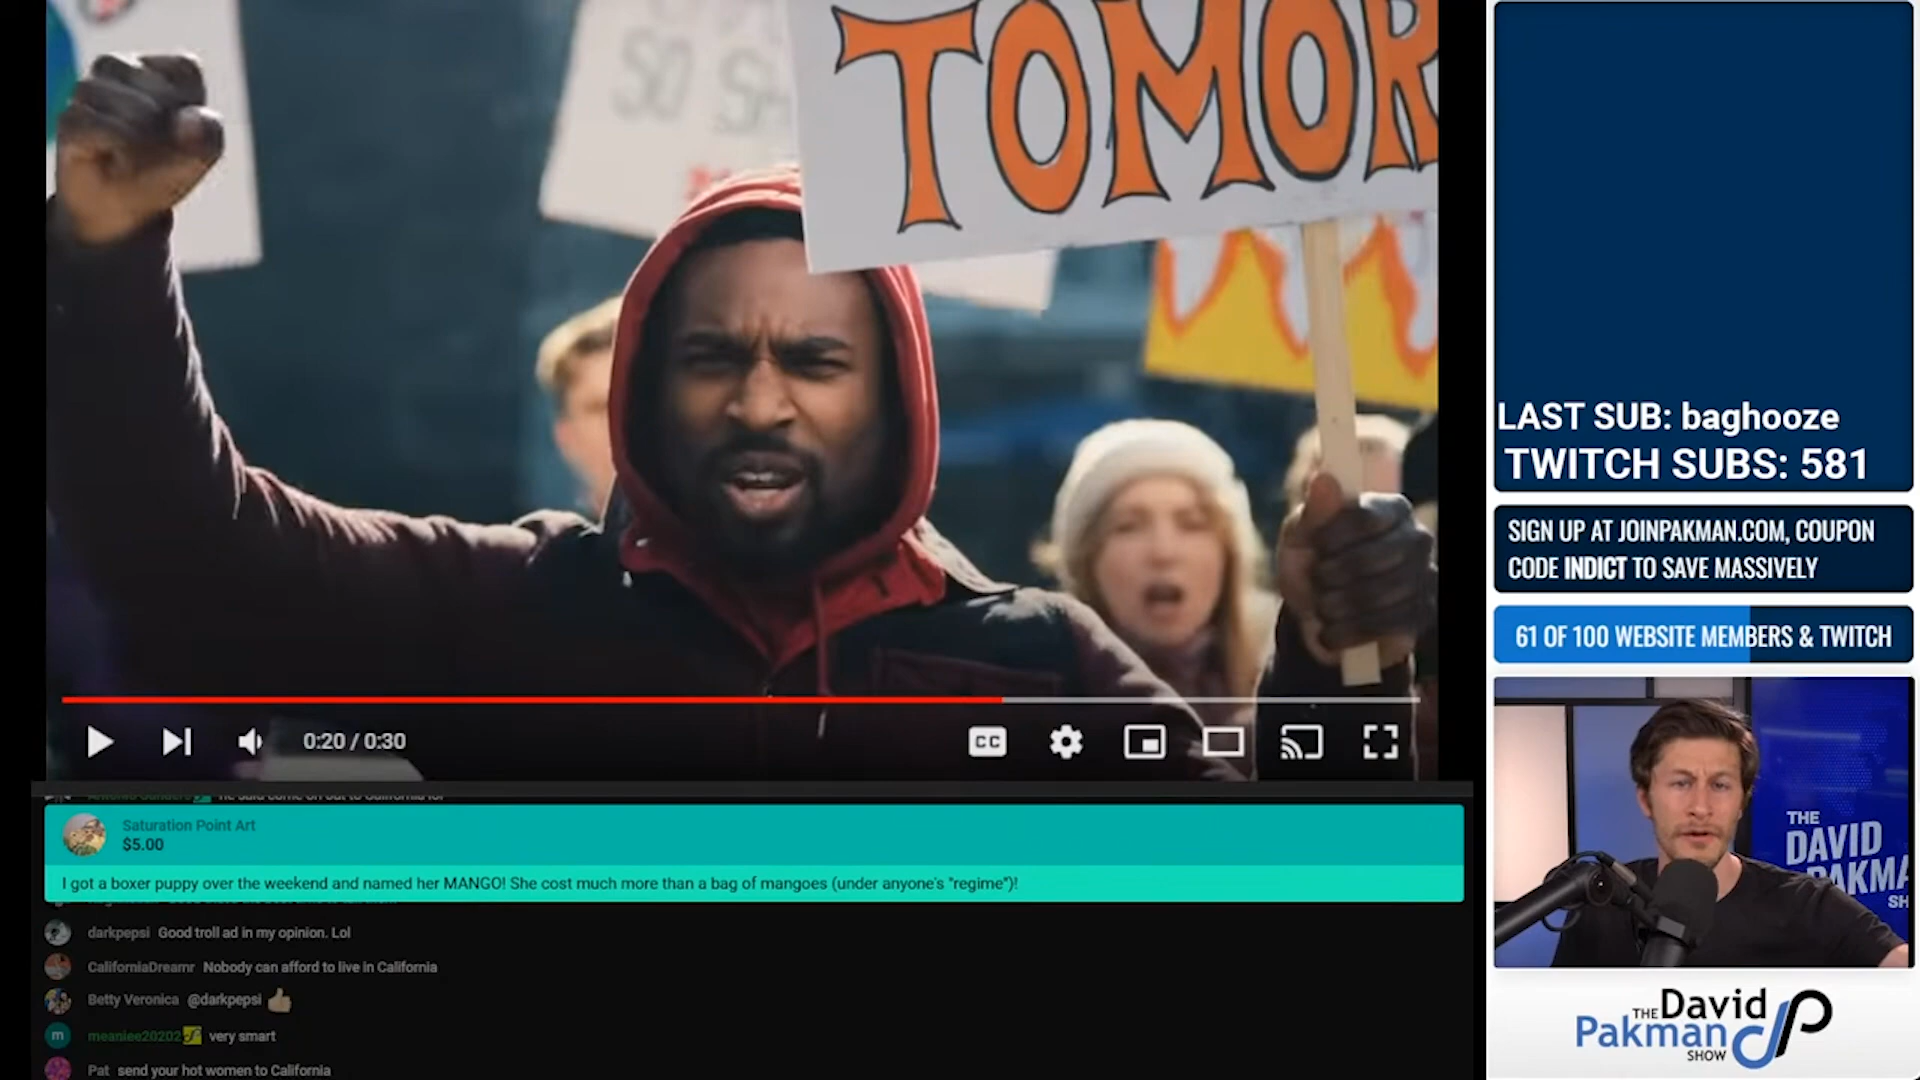 SO SH
TOMOR
0:20 / 0:30
CC
Saturation Point Art
$5.00
I got a boxer puppy over the weekend and named her MANGO! She cost much more than a bag of mangoes (under anyone's "regime")!
darkpepsi Good troll ad in my opinion. Lol
CaliforniaDreamr Nobody can afford to live in California
Betty Veronica @darkpepsi 👍
m meaniee20202 very smart
Pat send your hot women to California
LAST SUB: baghooze
TWITCH SUBS: 581
SIGN UP AT JOINPAKMAN.COM, COUPON
CODE INDICT TO SAVE MASSIVELY
61 OF 100 WEBSITE MEMBERS & TWITCH
THE
DAVID
PAKMA
SH
THE David
Pakman
SHOW